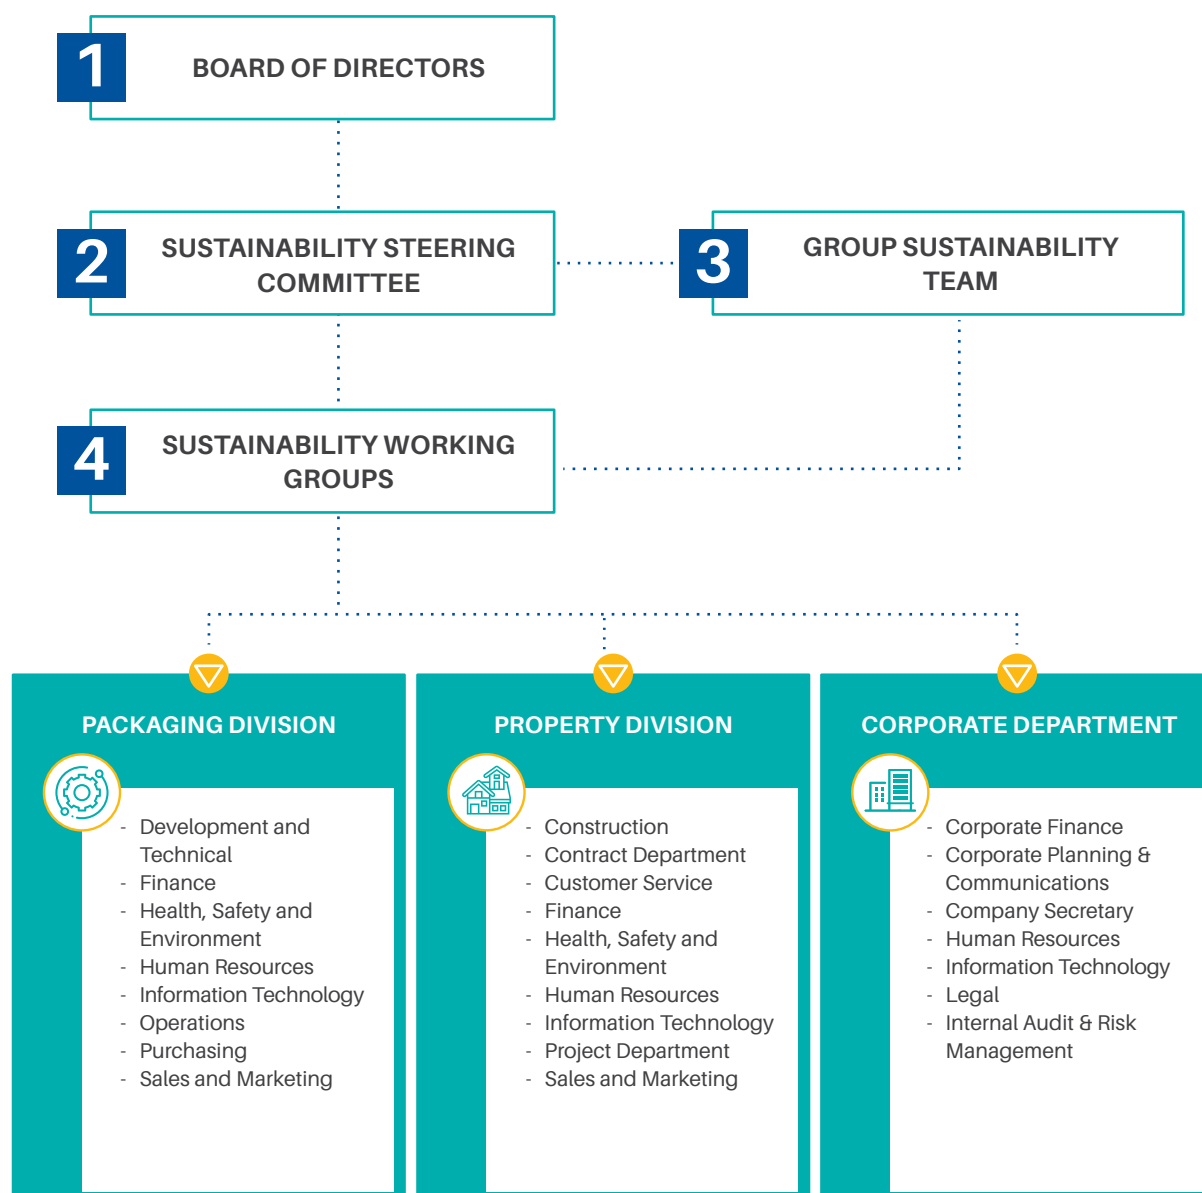 1
BOARD OF DIRECTORS
2
SUSTAINABILITY STEERING
COMMITTEE
3
GROUP SUSTAINABILITY
TEAM
4
SUSTAINABILITY WORKING
GROUPS
PACKAGING DIVISION
- Development and
Technical
- Finance
- Health, Safety and
Environment
- Human Resources
- Information Technology
- Operations
- Purchasing
- Sales and Marketing
PROPERTY DIVISION
- Construction
- Contract Department
- Customer Service
- Finance
- Health, Safety and
Environment
- Human Resources
- Information Technology
- Project Department
- Sales and Marketing
CORPORATE DEPARTMENT
- Corporate Finance
- Corporate Planning &
Communications
- Company Secretary
- Human Resources
- Information Technology
- Legal
- Internal Audit & Risk
Management